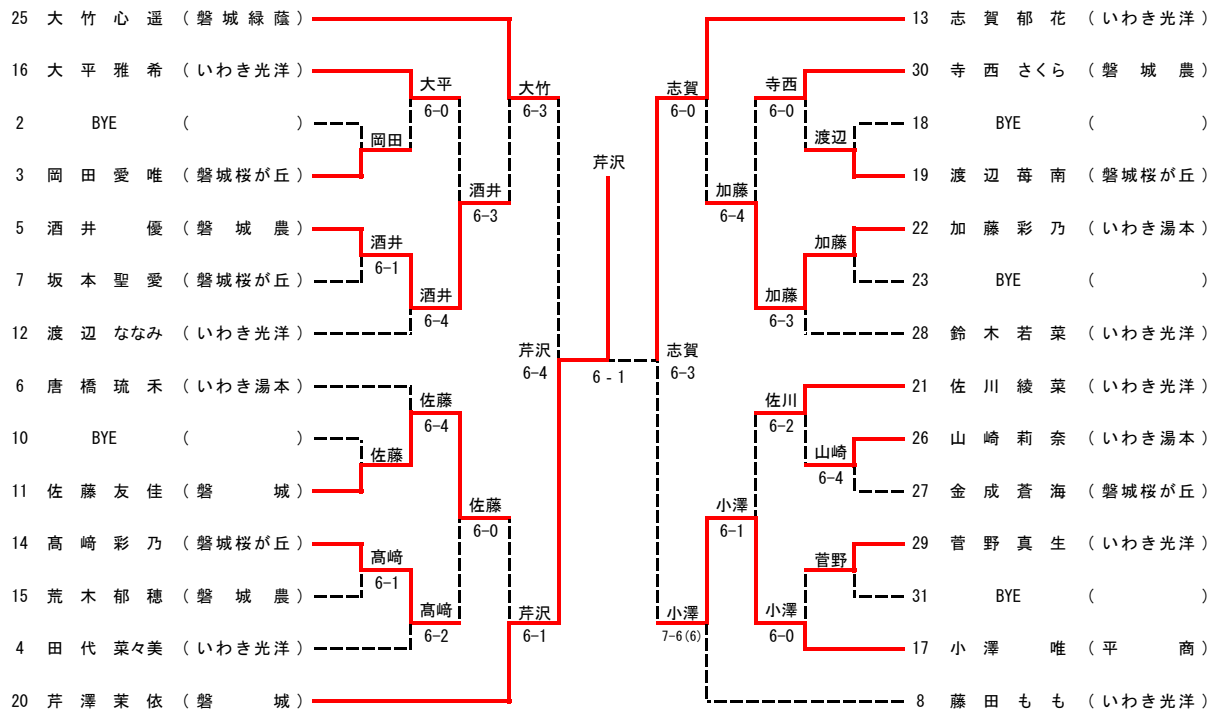 25 大竹心遥 (磐城緑蔭)
16 大平雅希 (いわき光洋)
2 BYE ( )
3 岡田愛唯 (磐城桜が丘)
5 酒井 優 (磐城農)
7 坂本聖愛 (磐城桜が丘)
12 渡辺ななみ (いわき光洋)
6 唐橋琉禾 (いわき湯本)
10 BYE ( )
11 佐藤友佳 (磐城)
14 髙﨑彩乃 (磐城桜が丘)
15 荒木郁穂 (磐城農)
4 田代菜々美 (いわき光洋)
20 芹澤茉依 (磐城)
岡田
酒井
6-1
佐藤
髙﨑
6-1
大平
6-0
酒井
6-4
佐藤
6-4
髙﨑
6-2
酒井
6-3
佐藤
6-0
大竹
6-3
芹沢
6-1
芹沢
6-4
芹沢
6-1
志賀
6-3
志賀
6-0
小澤
7-6(6)
加藤
6-4
小澤
6-1
寺西
6-0
加藤
6-3
佐川
6-2
小澤
6-0
渡辺
加藤
山崎
6-4
菅野
13 志賀郁花 (いわき光洋)
30 寺西さくら (磐城農)
18 BYE ( )
19 渡辺苺南 (磐城桜が丘)
22 加藤彩乃 (いわき湯本)
23 BYE ( )
28 鈴木若菜 (いわき光洋)
21 佐川綾菜 (いわき光洋)
26 山崎莉奈 (いわき湯本)
27 金成蒼海 (磐城桜が丘)
29 菅野真生 (いわき光洋)
31 BYE ( )
17 小澤 唯 (平商)
8 藤田もも (いわき光洋)